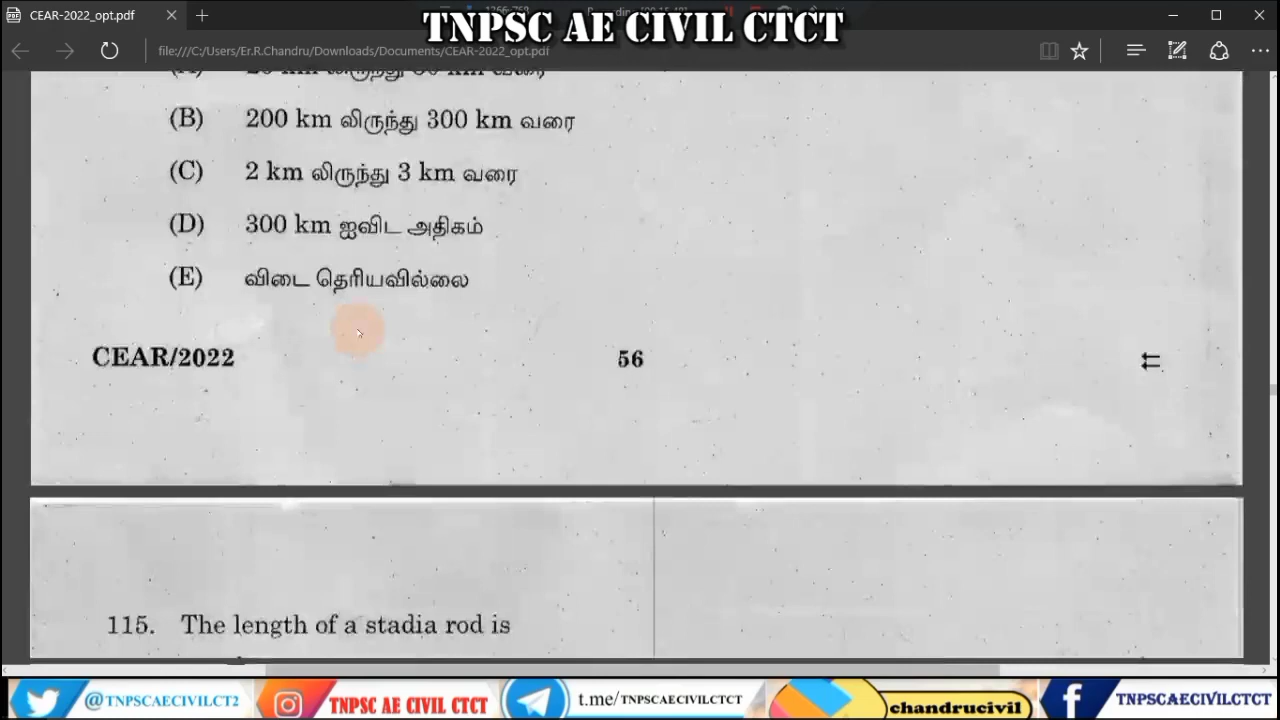 CEAR-2022_opt.pdf
TNPSC AE CIVIL CTCT
file:///C:/Users/Er.R.Chandru/Downloads/Documents/CEAR-2022_opt.pdf
(B) 200 km லிருந்து 300 km வரை
(C) 2 km லிருந்து 3 km வரை
(D) 300 km ஐவிட அதிகம்
(E) விடை தெரியவில்லை
CEAR/2022 56
115. The length of a stadia rod is
@TNPSCAECIVILCT2 TNPSC AE CIVIL CTCT t.me/TNPSCAECIVILCTCT chandrucivil TNPSCAECIVILCTCT